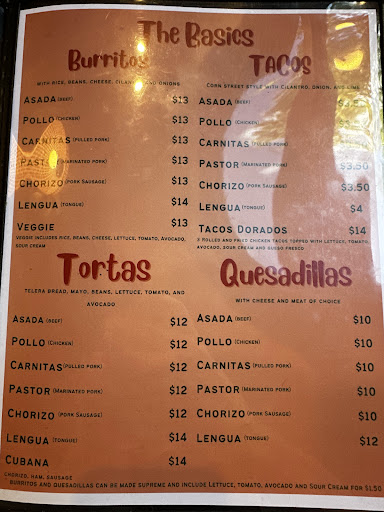 The Basics
Burritos
with rice, beans, cheese, cilantro and onions
Asada (beef) $13
Pollo (Chicken) $13
Carnitas (pulled pork) $13
Pastor (Marinated pork) $13
Chorizo (pork Sausage) $13
Lengua (tongue) $14
Veggie $13
veggie includes rice, beans, cheese, lettuce, tomato, avocado,
sour cream
Tacos
Corn street style with Cilantro, onion, and lime
Asada (beef)
Pollo (Chicken)
Carnitas (pulled pork)
Pastor (Marinated pork) $3.50
Chorizo (pork Sausage) $3.50
Lengua (tongue) $4
Tacos Dorados $14
3 rolled and fried chicken tacos topped with lettuce, tomato,
avocado, sour cream and queso fresco
Tortas
Telera bread, mayo, beans, lettuce, tomato, and
avocado
Asada (beef) $12
Pollo (Chicken) $12
Carnitas (pulled pork) $12
Pastor (Marinated pork) $12
Chorizo (pork Sausage) $12
Lengua (tongue) $14
Cubana $14
chorizo, ham, sausage
Quesadillas
with cheese and meat of choice
Asada (beef) $10
Pollo (Chicken) $10
Carnitas (pulled pork) $10
Pastor (Marinated pork) $10
Chorizo (pork Sausage) $10
Lengua (tongue) $12
burritos and quesadillas can be made supreme and include Lettuce, tomato, avocado and Sour Cream for $1.50